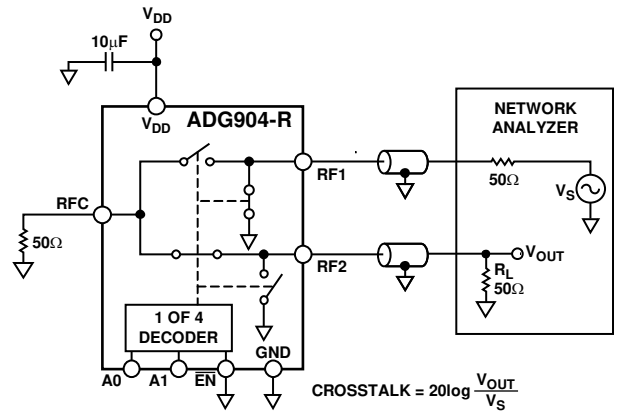 VDD
10μF
VDD
ADG904-R
NETWORK
ANALYZER
RF1
50Ω
VS
RFC
50Ω
RF2
VOUT
RL
50Ω
1 OF 4
DECODER
GND
A0
A1
EN
CROSSTALK = 20log VOUT
VS